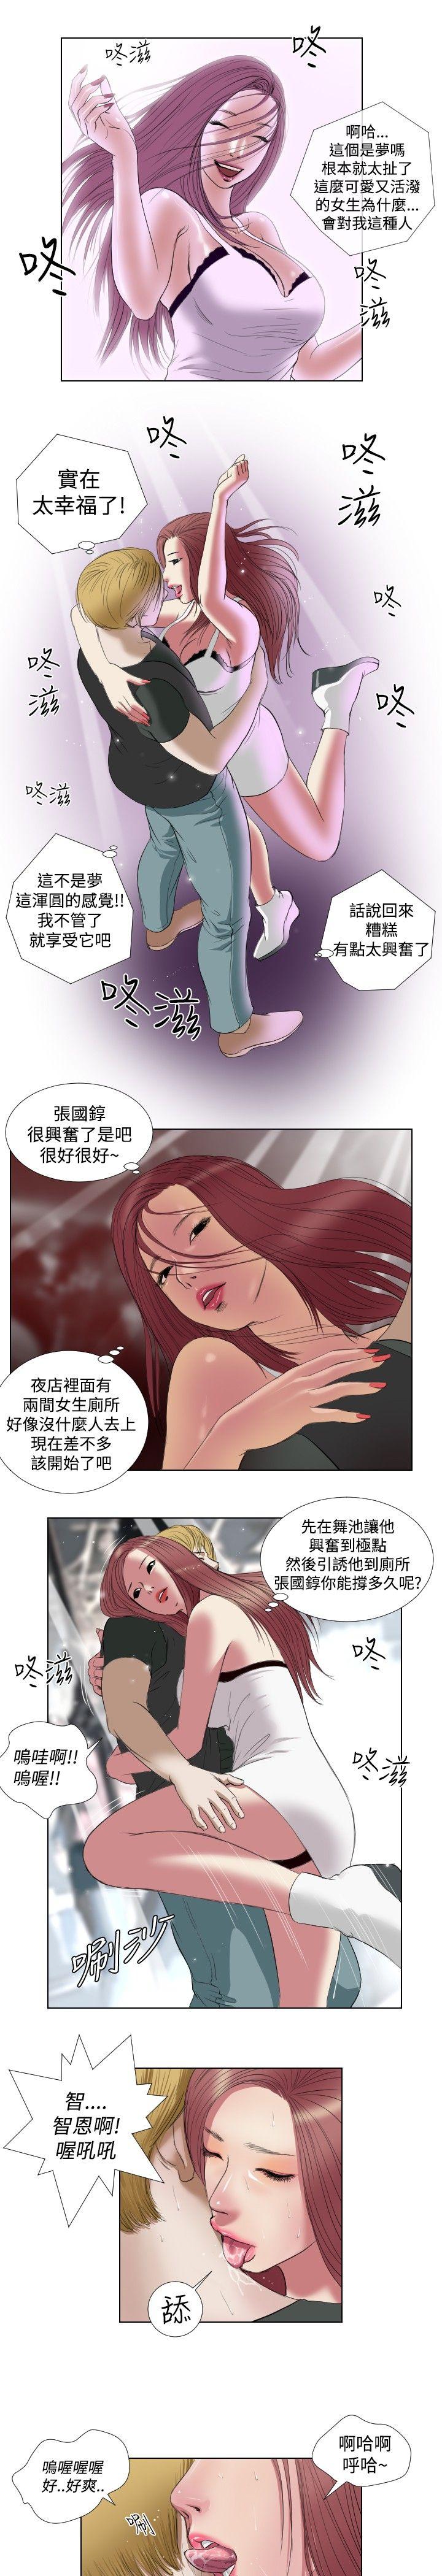 咚滋
咚
啊哈...
這個是夢嗎
根本就太扯了
這麼可愛又活潑
的女生為什麼...
會對我這種人
咚
咚
滋
咚
咚
滋
實在
太幸福了!
咚
咚
滋
咚
咚滋
這不是夢
這渾圓的感覺!!
我不管了
就享受它吧
話說回來
糟糕
有點太興奮了
咚滋
張國錞
很興奮了是吧
很好很好~
夜店裡面有
兩間女生廁所
好像沒什麼人去上
現在差不多
該開始了吧
先在舞池讓他
興奮到極點
然後引誘他到廁所
張國錞你能撐多久呢?
咚滋
咚
嗚哇啊!!
嗚喔!!
咚滋
唰沙
智....
智恩啊!
喔吼吼
舔
啊哈啊
呼哈~
嗚喔喔喔
好..好爽..
唰